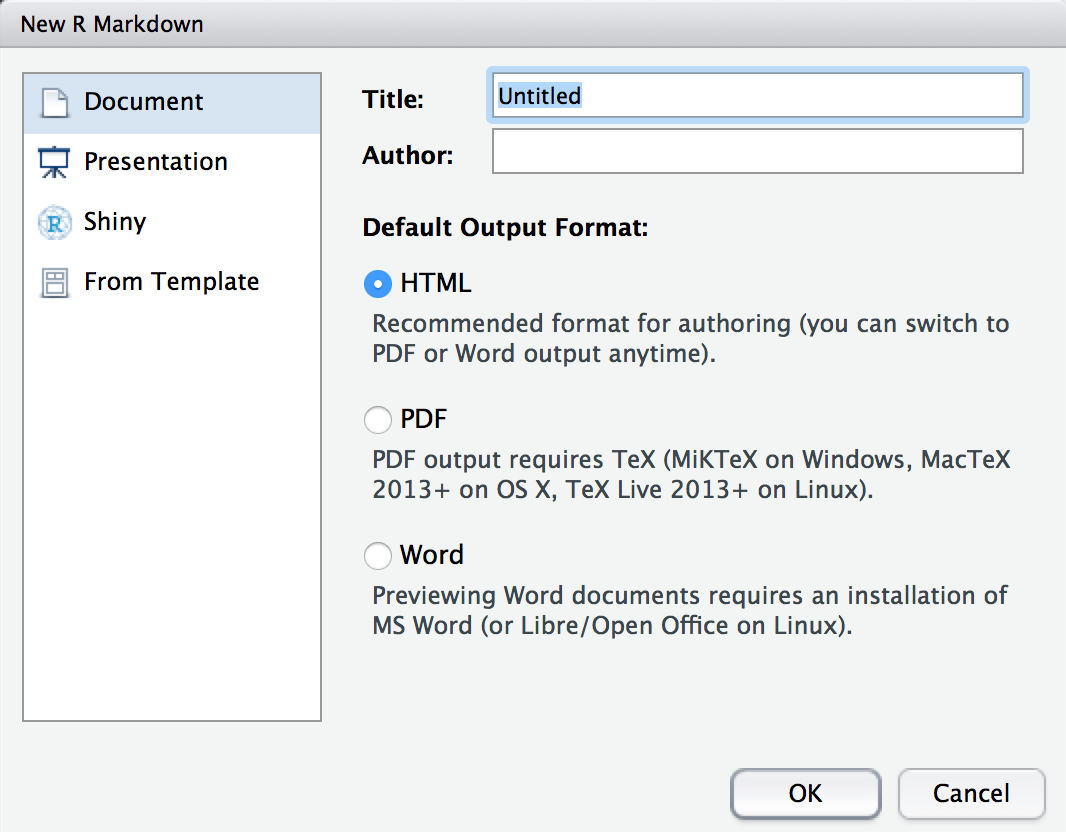 New R Markdown
Document
Presentation
R
Shiny
From Template
Title:
Untitled
Author:
Default Output Format:
HTML
Recommended format for authoring (you can switch to
PDF or Word output anytime).
PDF
PDF output requires TeX (MiKTeX on Windows, MacTeX
2013+ on OS X, TeX Live 2013+ on Linux).
Word
Previewing Word documents requires an installation of
MS Word (or Libre/Open Office on Linux).
OK
Cancel